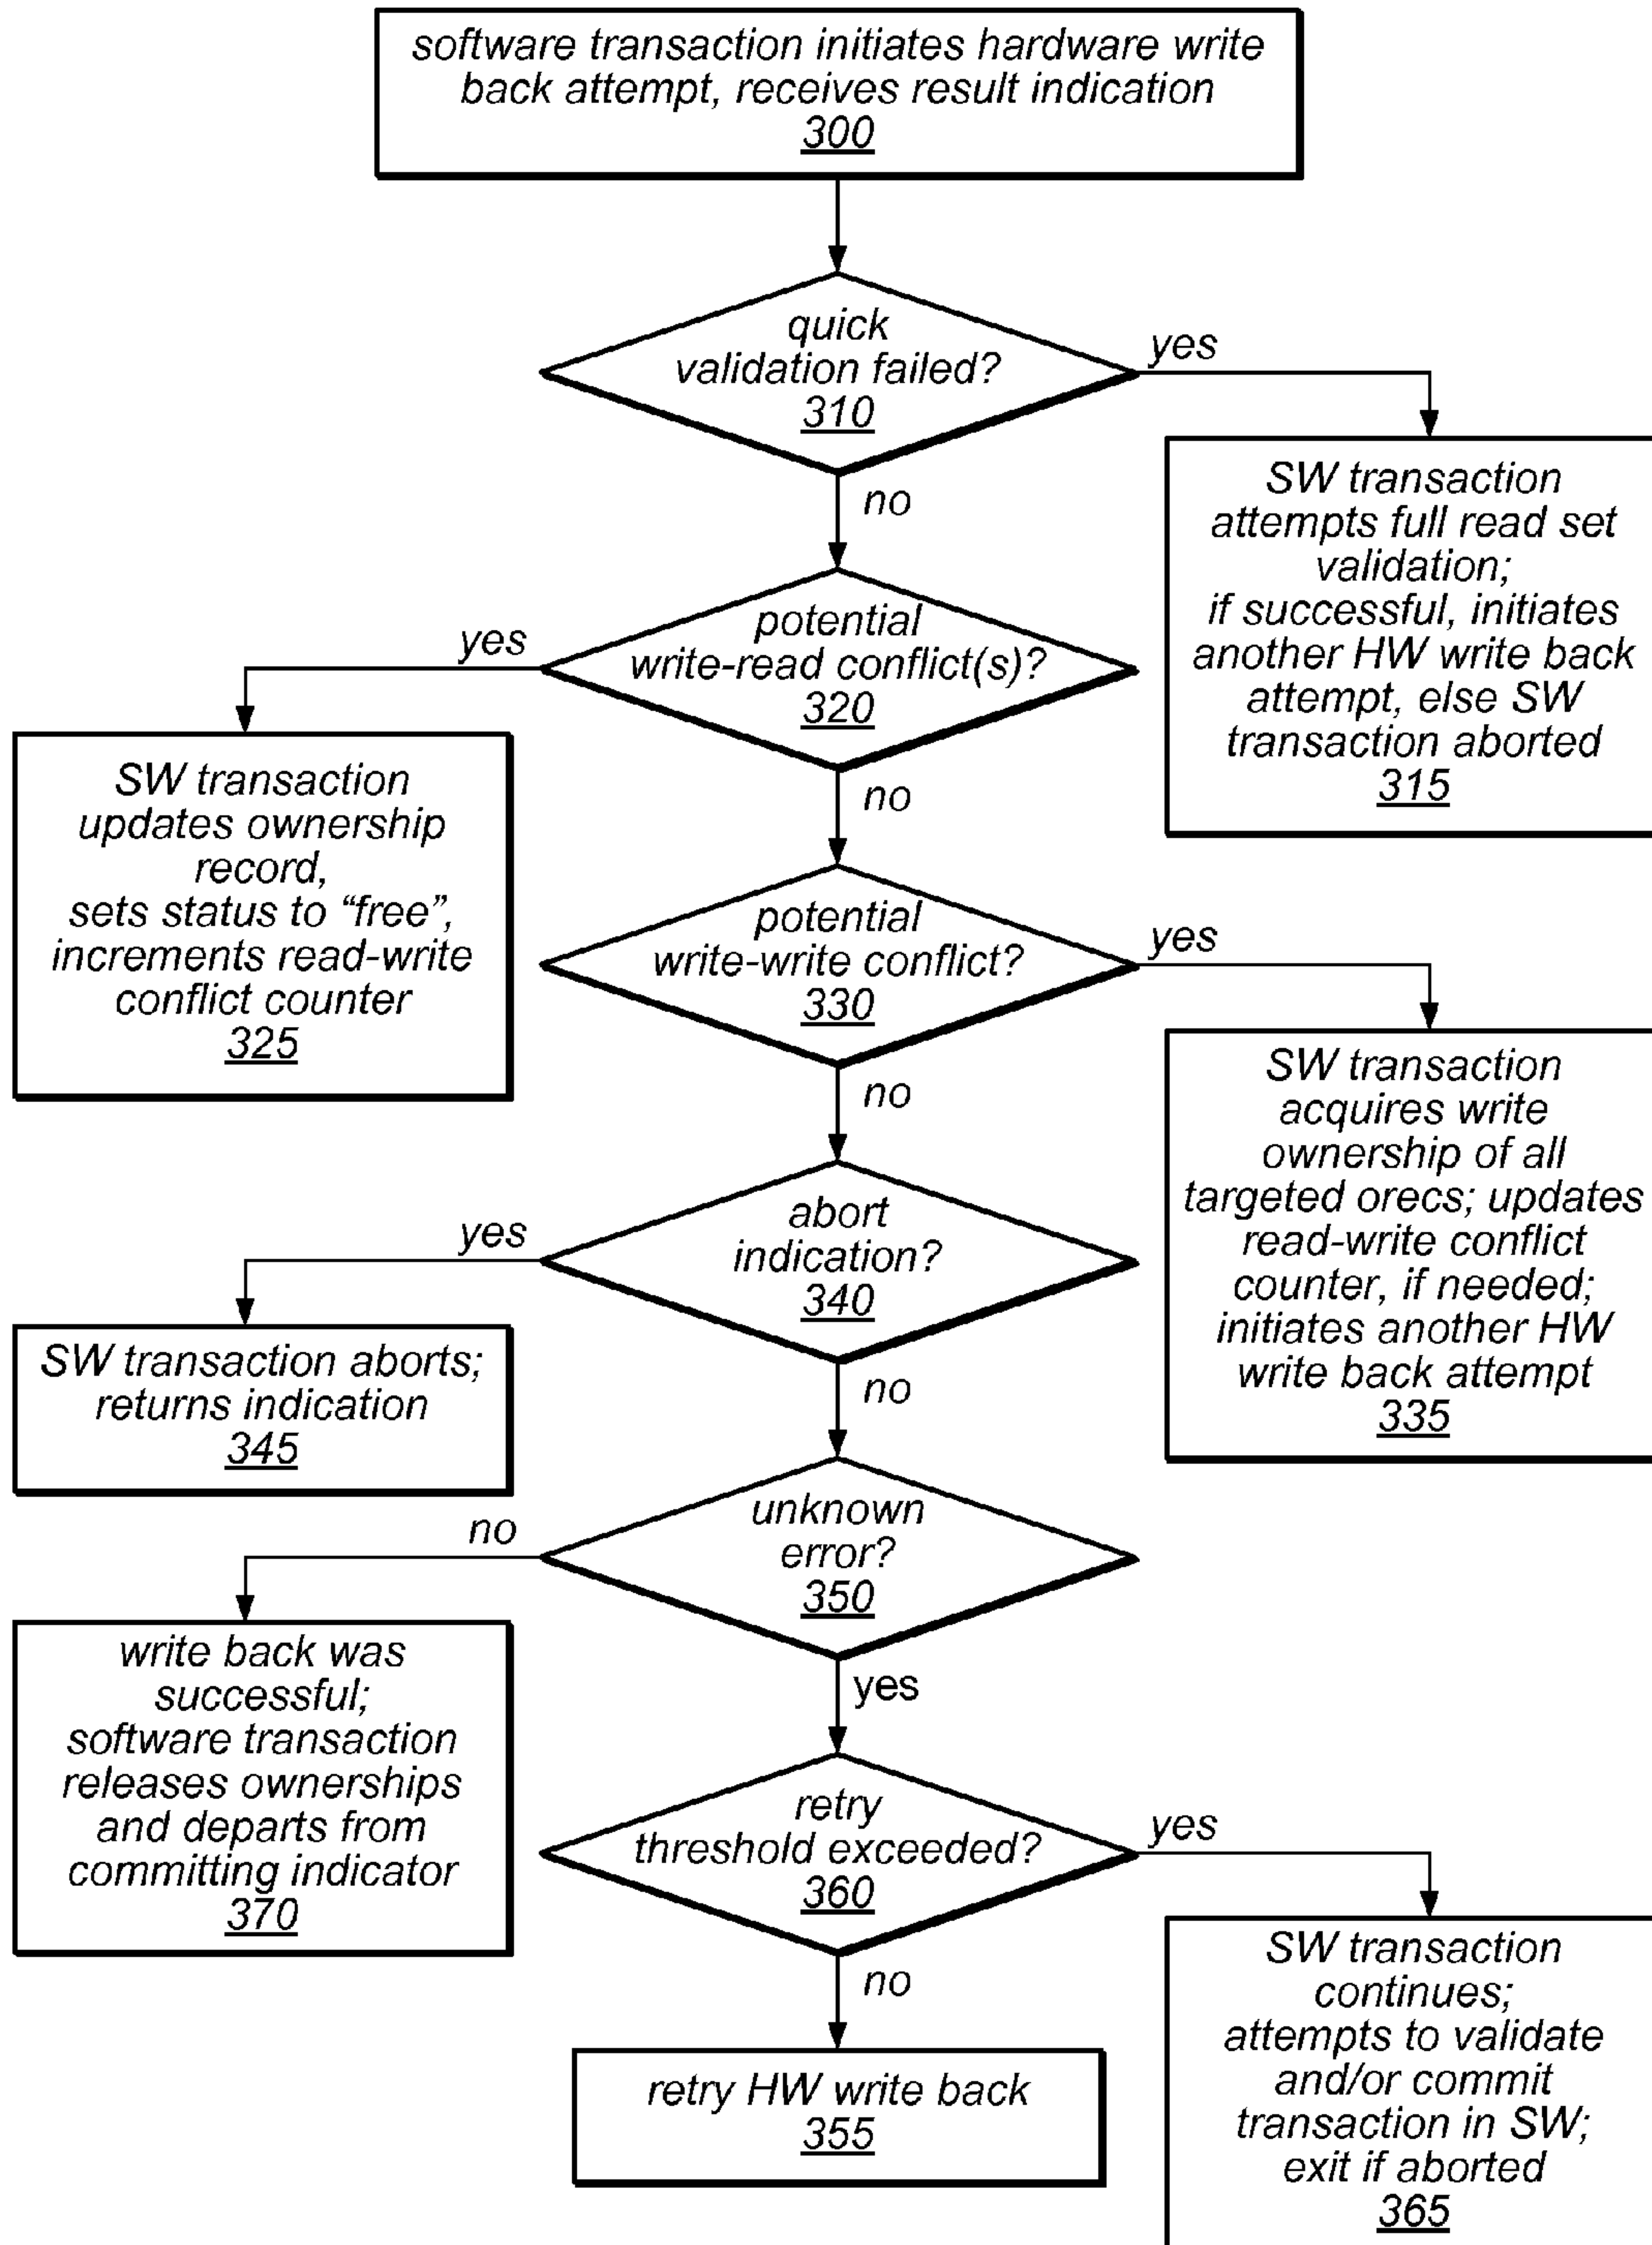 software transaction initiates hardware write
back attempt, receives result indication
300
quick
validation failed?
310
yes
no
SW transaction
attempts full read set
validation;
if successful, initiates
another HW write back
attempt, else SW
transaction aborted
315
potential
write-read conflict(s)?
320
yes
no
SW transaction
updates ownership
record,
sets status to “free”,
increments read-write
conflict counter
325
potential
write-write conflict?
330
yes
no
SW transaction
acquires write
ownership of all
targeted orecs; updates
read-write conflict
counter, if needed;
initiates another HW
write back attempt
335
abort
indication?
340
yes
no
SW transaction aborts;
returns indication
345
unknown
error?
350
no
yes
write back was
successful;
software transaction
releases ownerships
and departs from
committing indicator
370
retry
threshold exceeded?
360
yes
no
SW transaction
continues;
attempts to validate
and/or commit
transaction in SW;
exit if aborted
365
retry HW write back
355